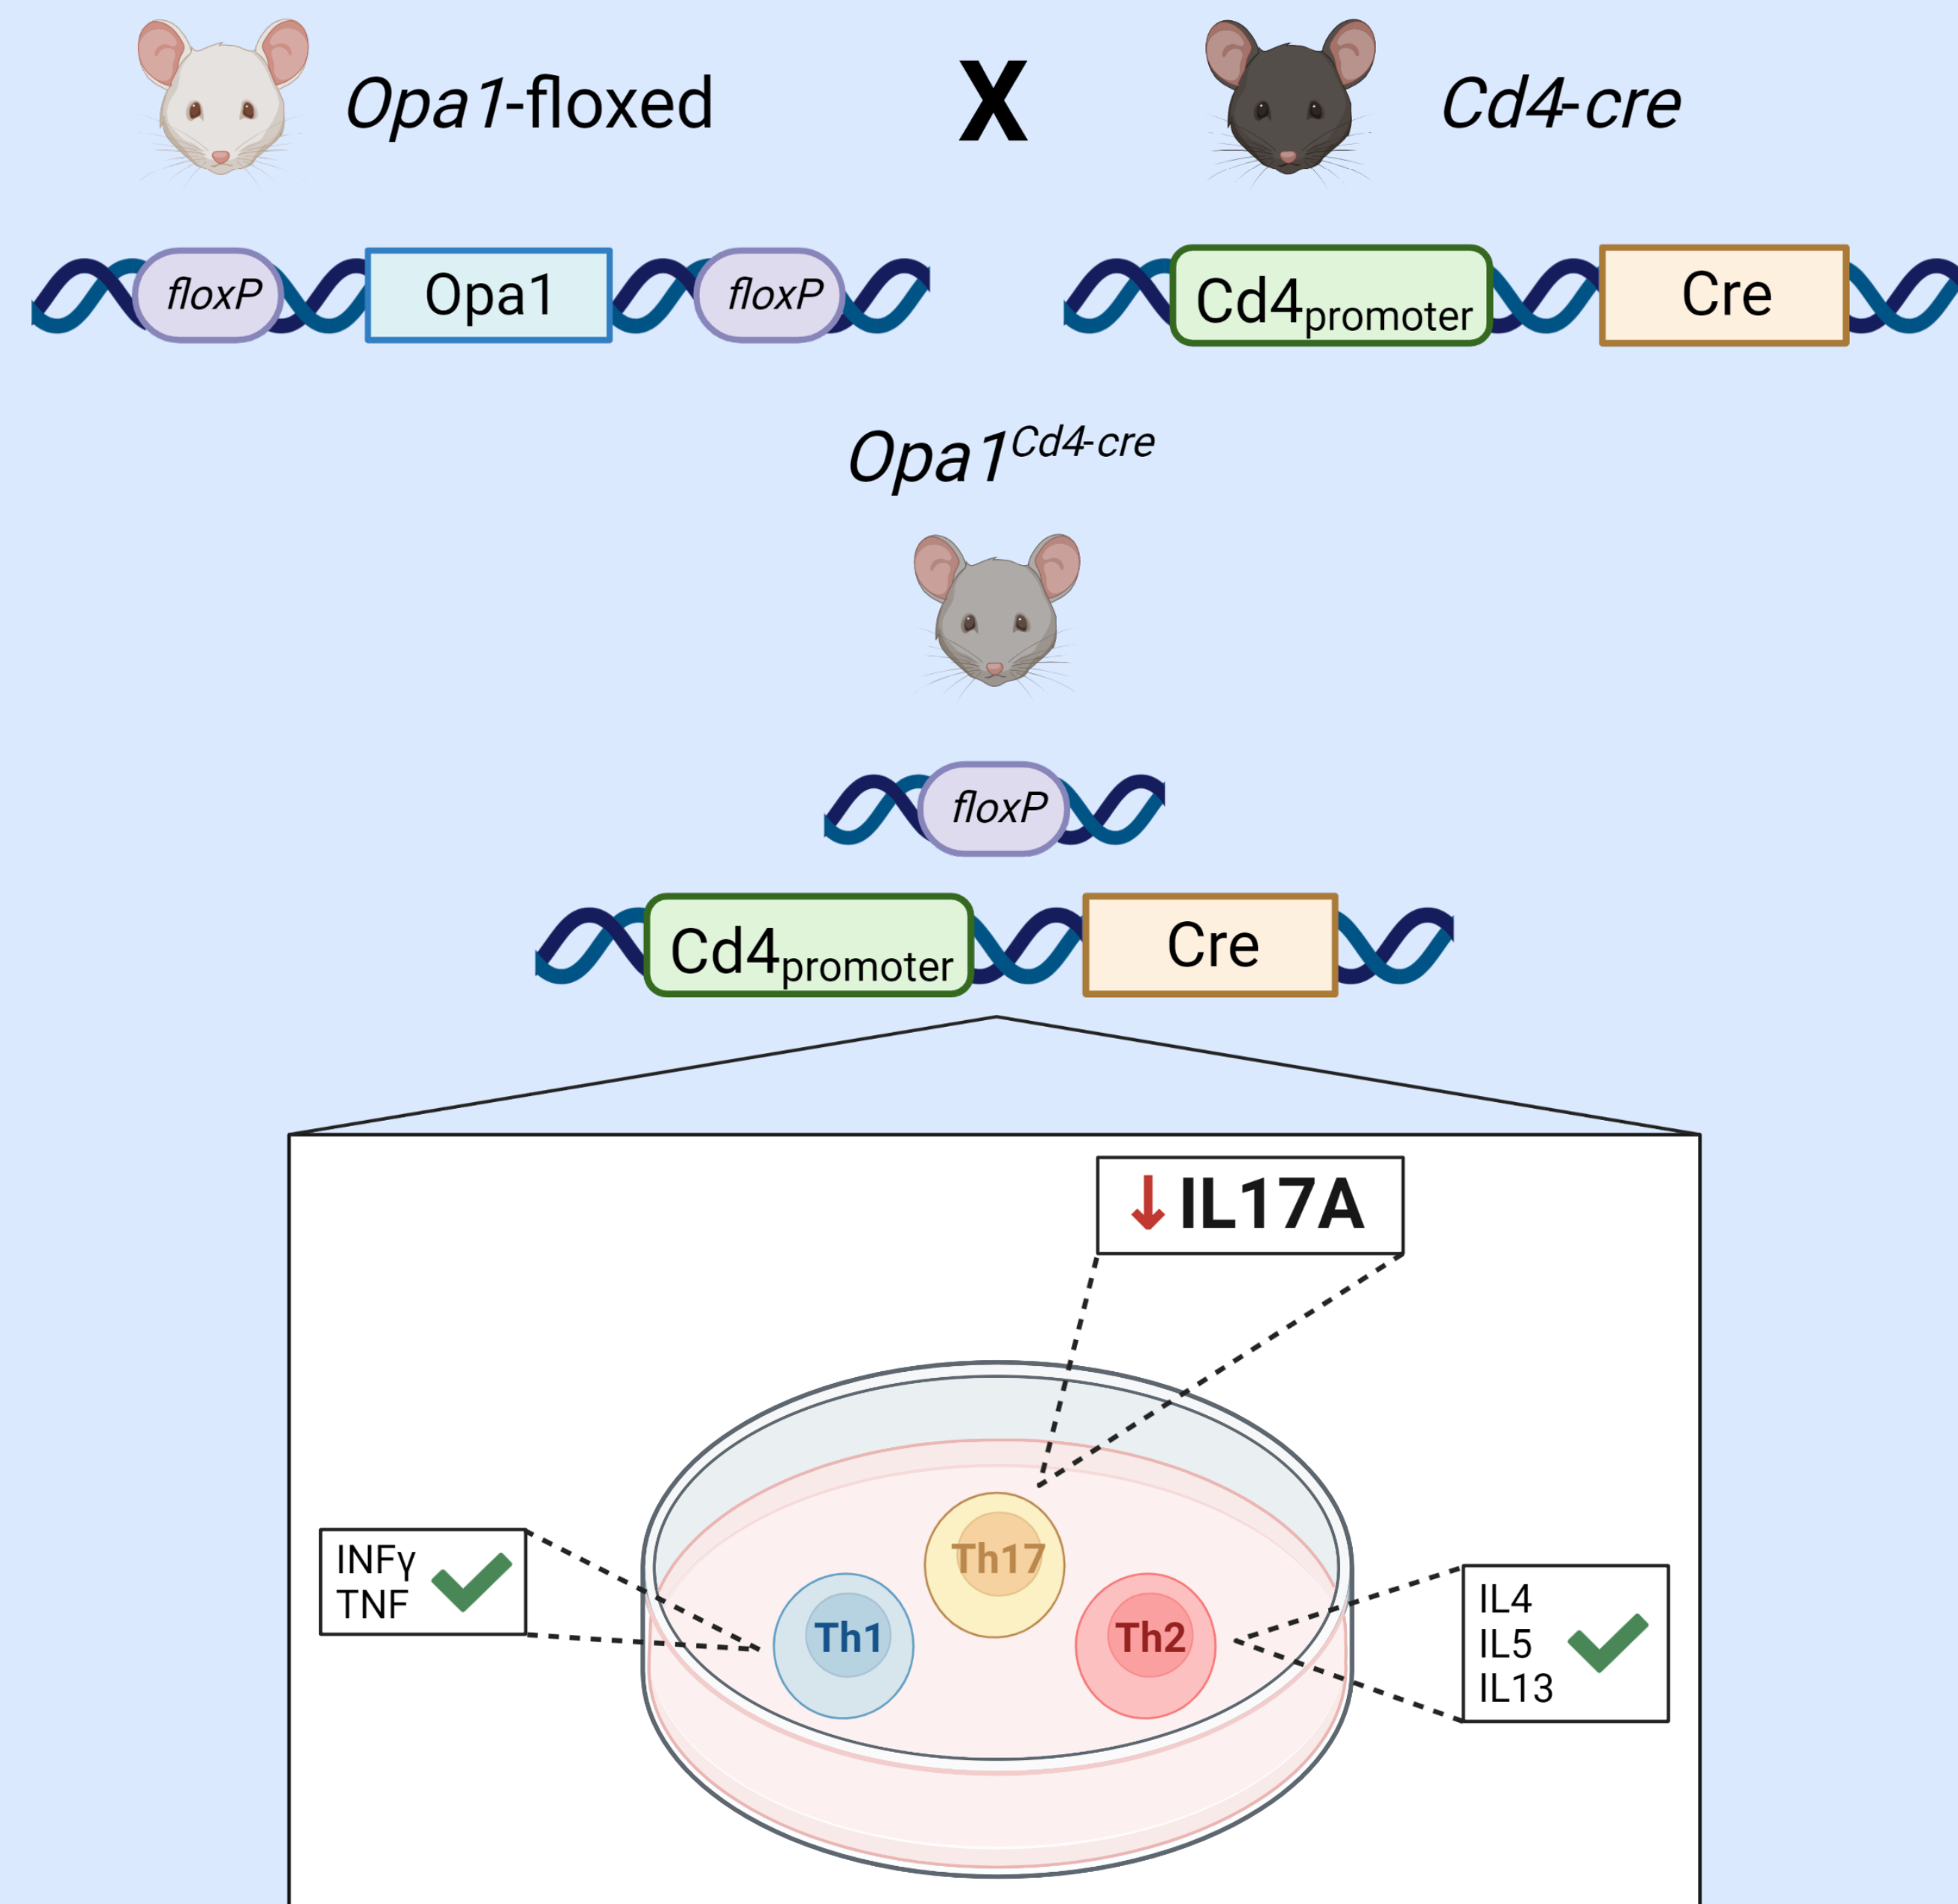 Opa1-floxed X Cd4-cre
floxP Opa1 floxP Cd4promoter Cre
Opa1Cd4-cre
floxP
Cd4promoter Cre
↓IL17A
INFγ
TNF
Th17
Th1
Th2
IL4
IL5
IL13